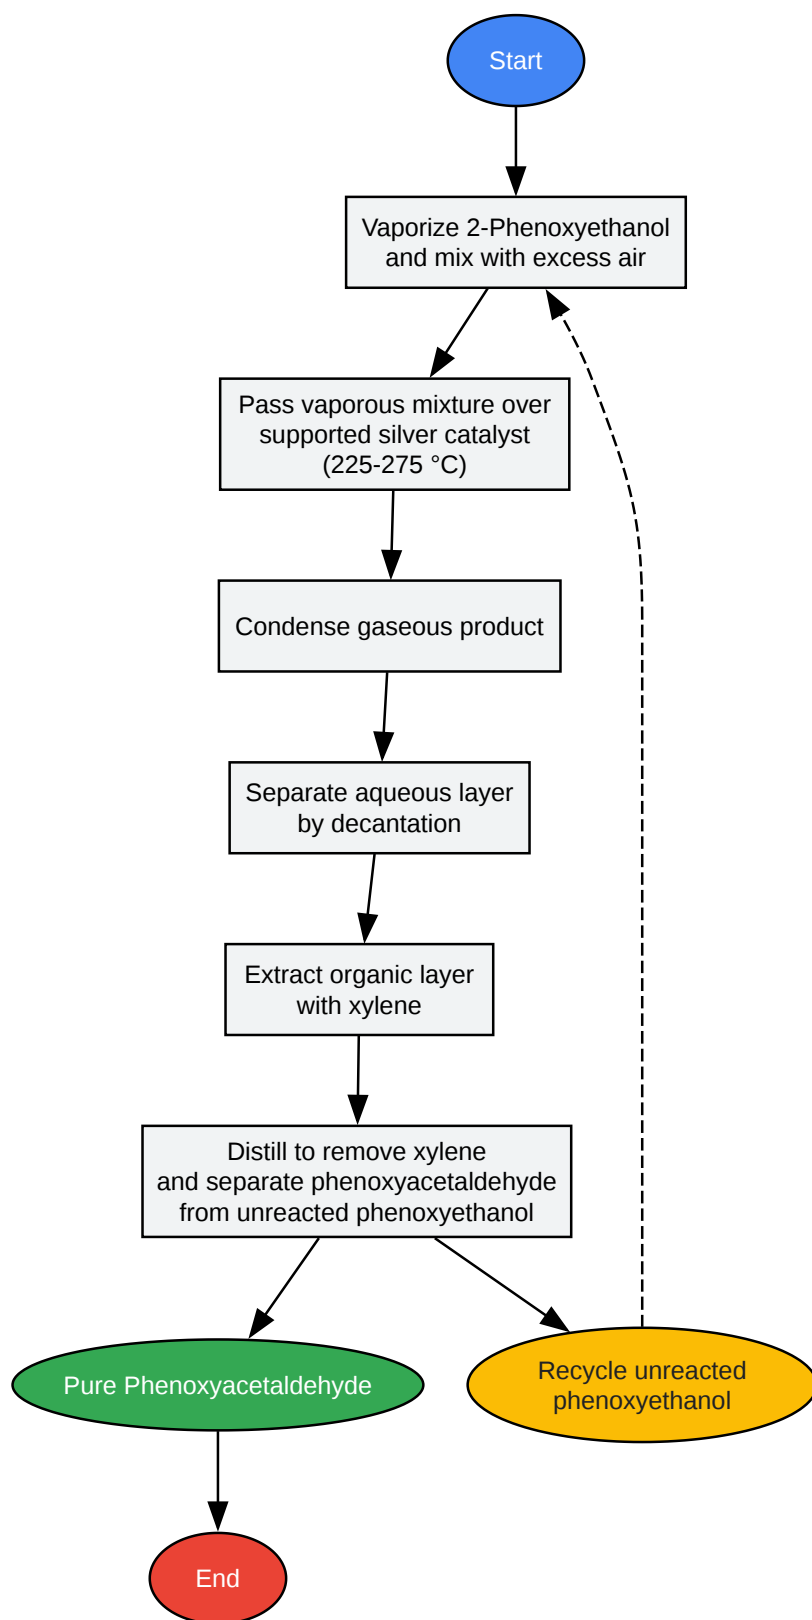 Start
Vaporize 2-Phenoxyethanol
and mix with excess air
Pass vaporous mixture over
supported silver catalyst
(225-275 °C)
Condense gaseous product
Separate aqueous layer
by decantation
Extract organic layer
with xylene
Distill to remove xylene
and separate phenoxyacetaldehyde
from unreacted phenoxyethanol
Pure Phenoxyacetaldehyde
Recycle unreacted
phenoxyethanol
End